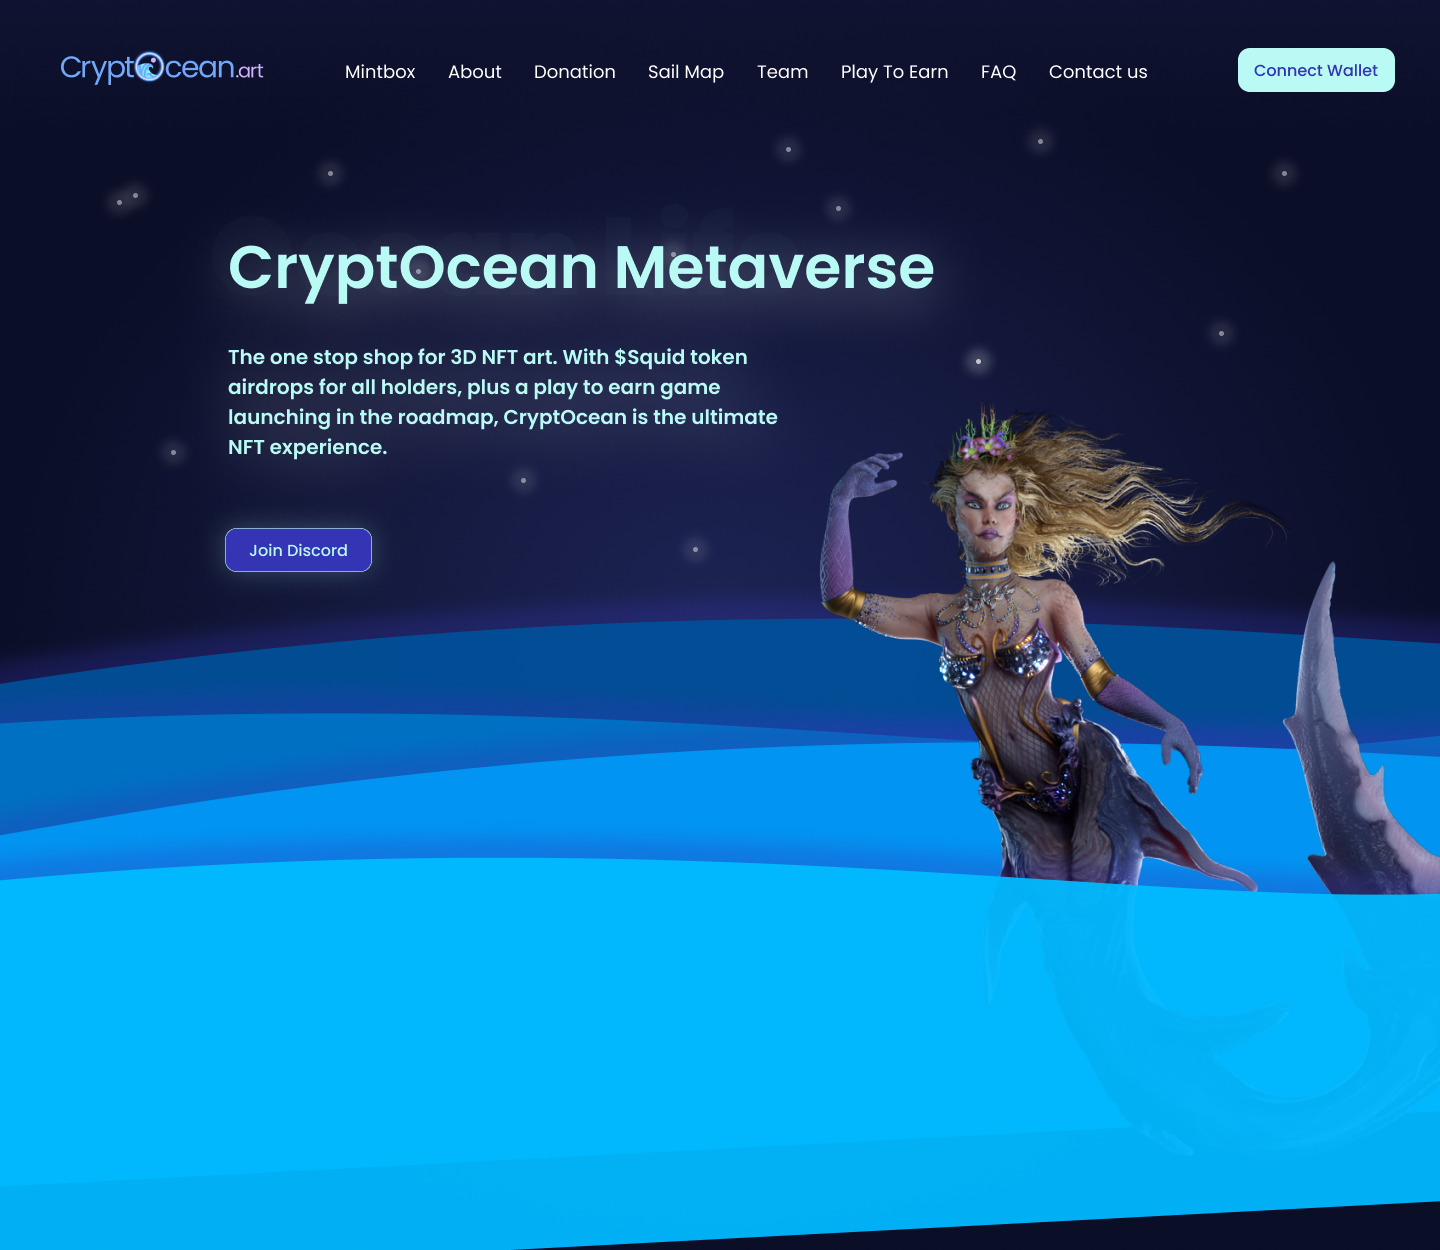 CryptOcean.art
Mintbox About Donation Sail Map Team Play To Earn FAQ Contact us
Connect Wallet
Ocean Life
CryptOcean Metaverse
The one stop shop for 3D NFT art. With $Squid token
airdrops for all holders, plus a play to earn game
launching in the roadmap, CryptOcean is the ultimate
NFT experience.
Join Discord